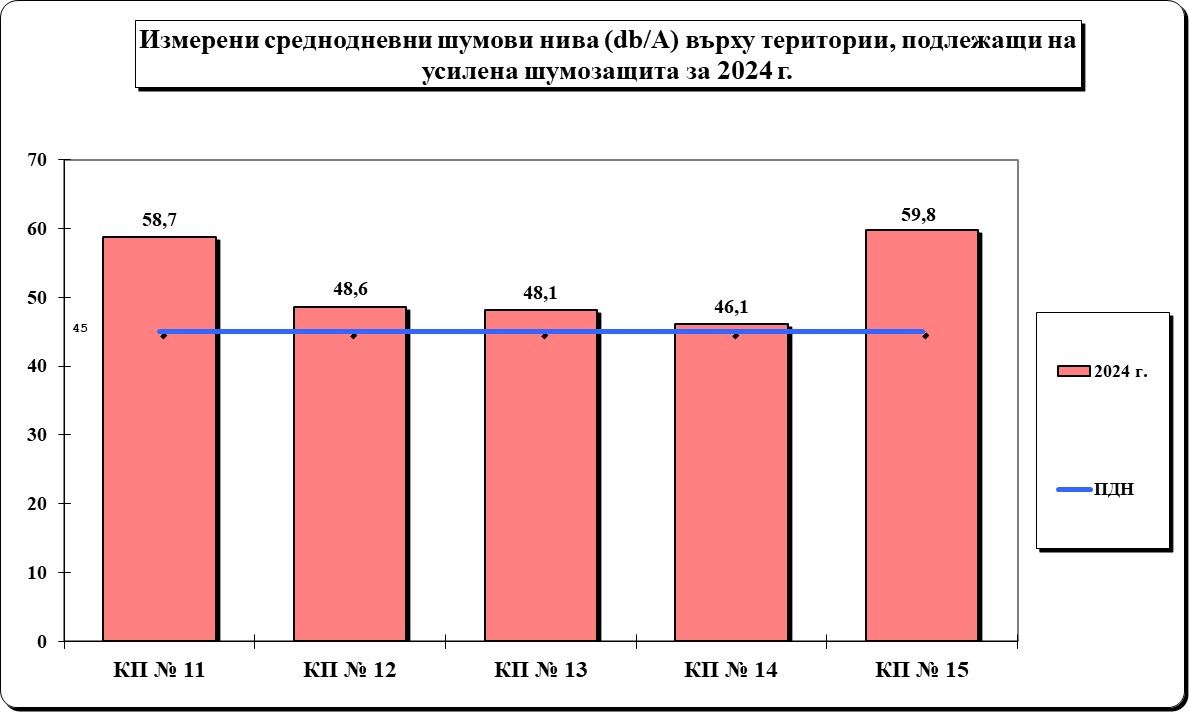 Измерени среднодневни шумови нива (db/A) върху територии, подлежащи на
усилена шумозащита за 2024 г.
70
60
50
45
40
30
20
10
0
58,7
48,6
48,1
46,1
59,8
КП № 11
КП № 12
КП № 13
КП № 14
КП № 15
2024 г.
ПДН